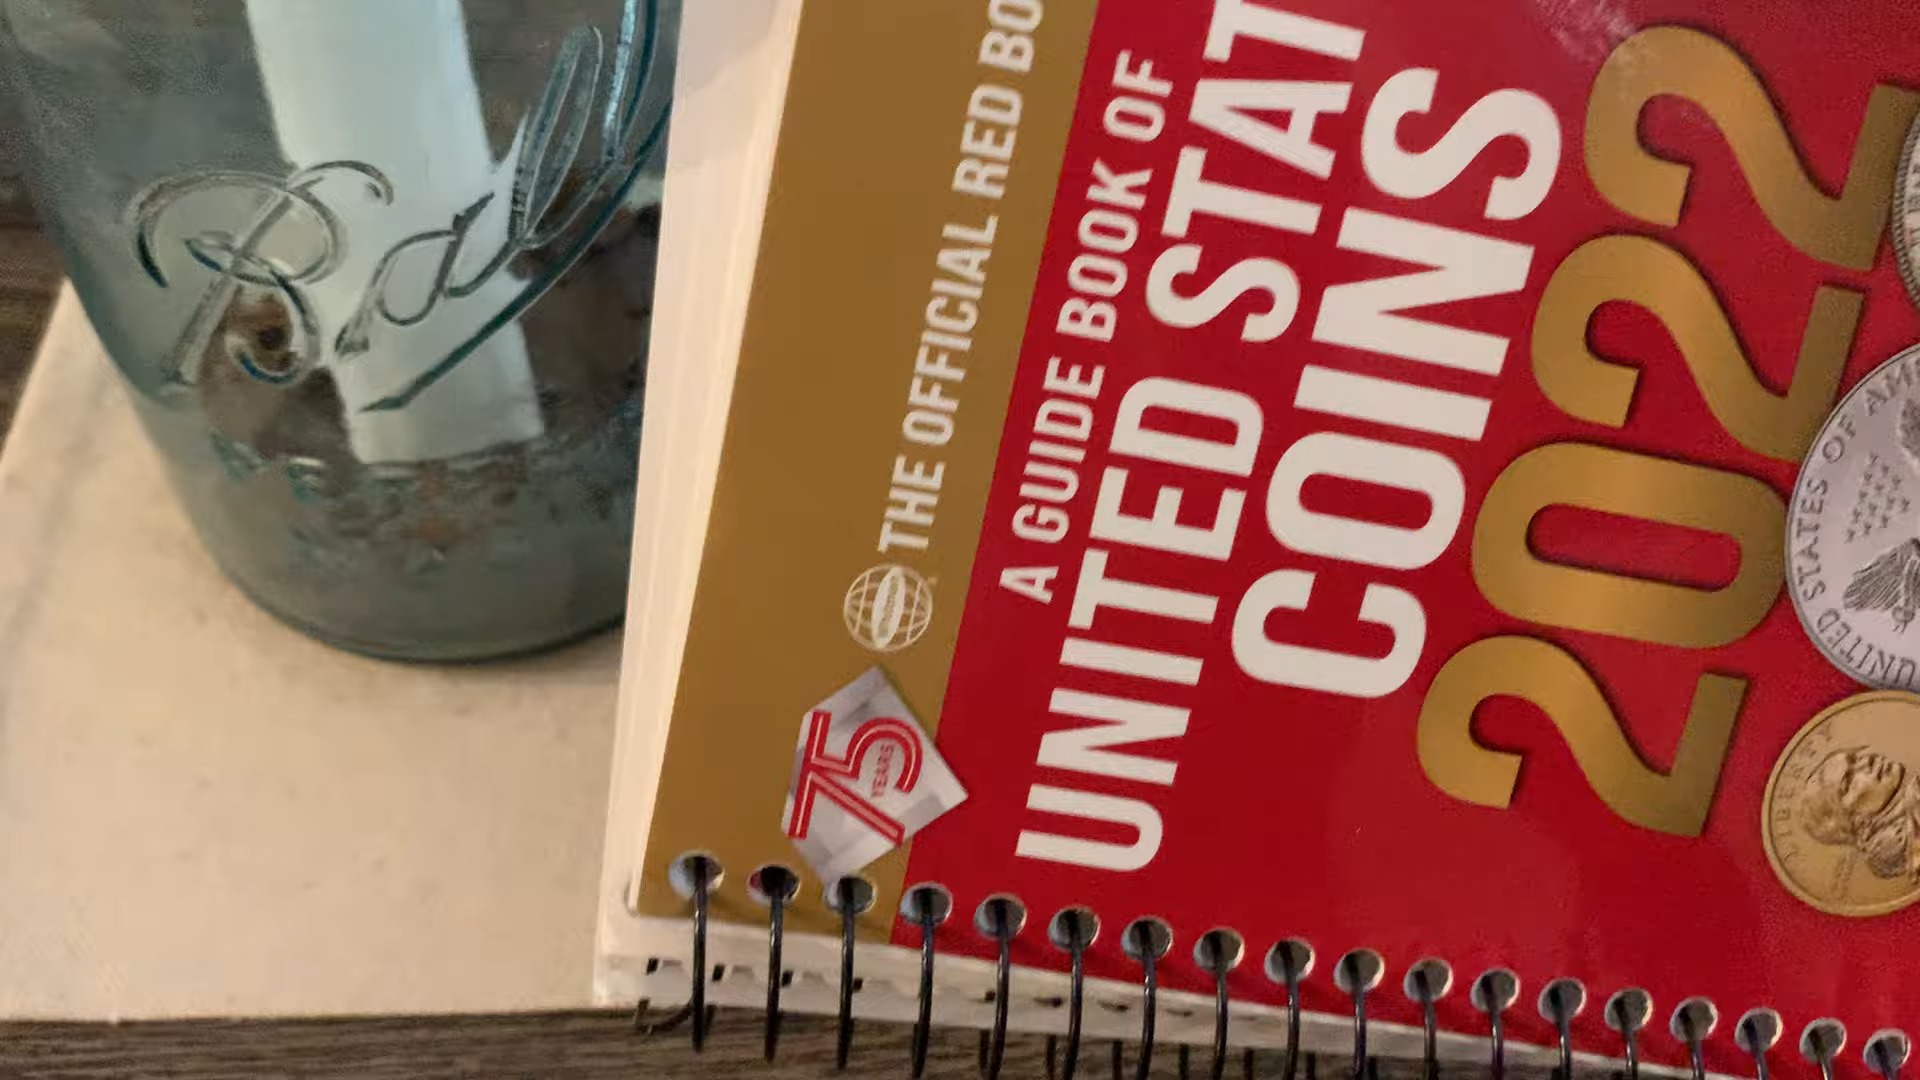 Ball
THE OFFICIAL RED BO
A GUIDE BOOK OF
UNITED STAT
COINS
2022
75
YEARS
UNITED STATES OF AM
LIBERTY